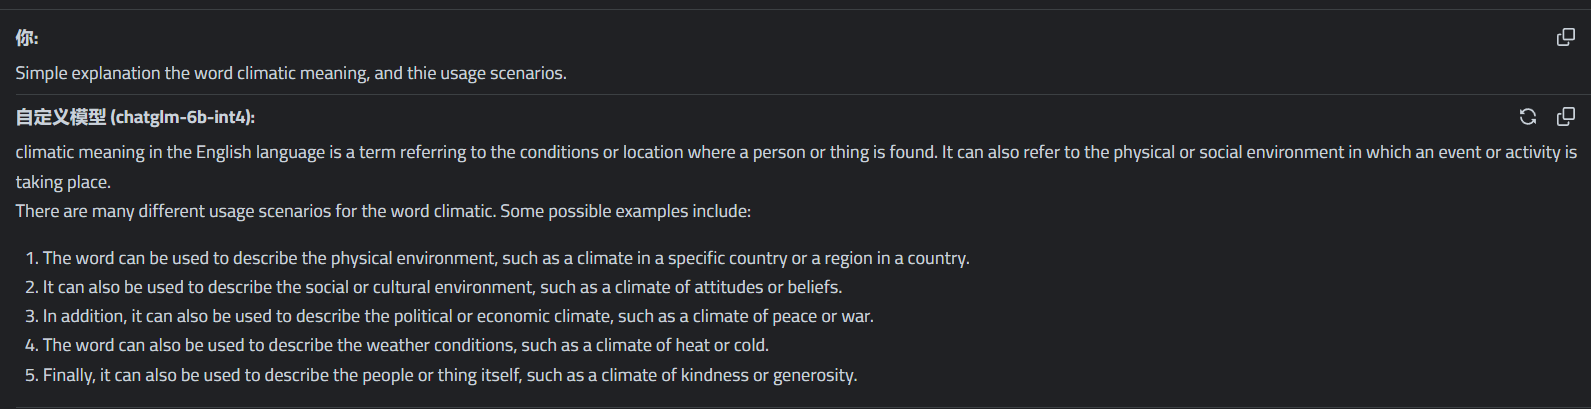 你:
Simple explanation the word climatic meaning, and thie usage scenarios.
自定义模型 (chatglm-6b-int4):
climatic meaning in the English language is a term referring to the conditions or location where a person or thing is found. It can also refer to the physical or social environment in which an event or activity is
taking place.
There are many different usage scenarios for the word climatic. Some possible examples include:
1. The word can be used to describe the physical environment, such as a climate in a specific country or a region in a country.
2. It can also be used to describe the social or cultural environment, such as a climate of attitudes or beliefs.
3. In addition, it can also be used to describe the political or economic climate, such as a climate of peace or war.
4. The word can also be used to describe the weather conditions, such as a climate of heat or cold.
5. Finally, it can also be used to describe the people or thing itself, such as a climate of kindness or generosity.